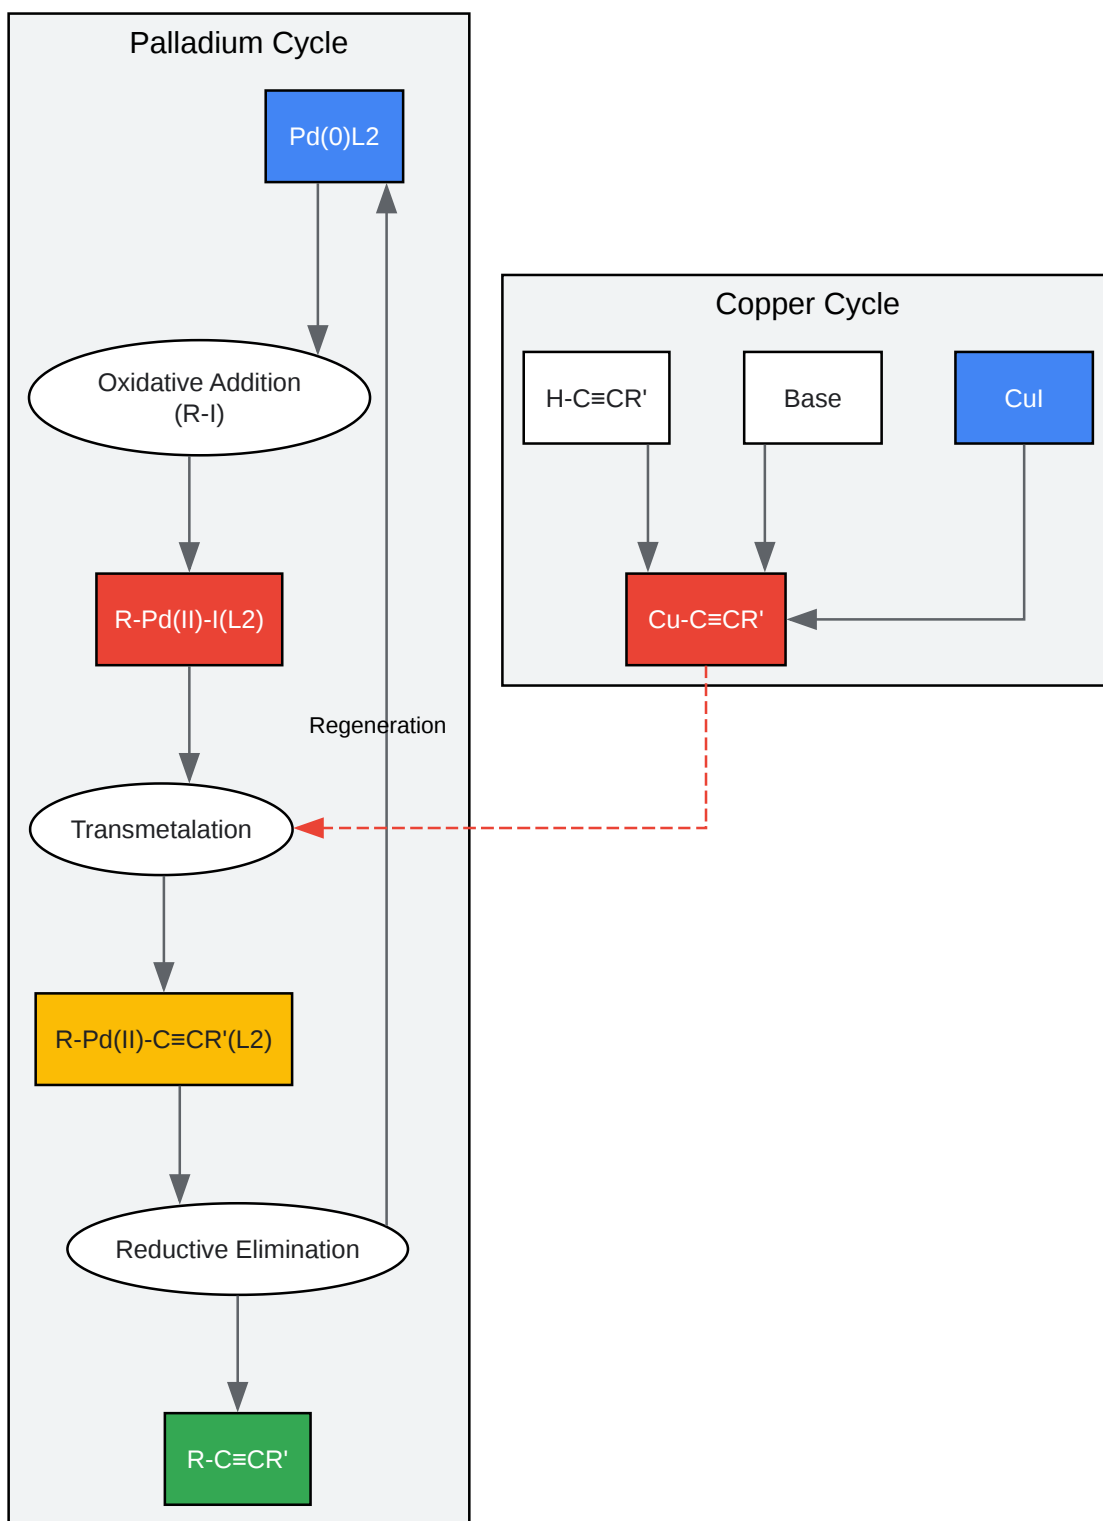 Palladium Cycle
Pd(0)L2
Oxidative Addition
(R-I)
R-Pd(II)-I(L2)
Regeneration
Transmetalation
R-Pd(II)-C≡CR'(L2)
Reductive Elimination
R-C≡CR'
Copper Cycle
H-C≡CR'
Base
CuI
Cu-C≡CR'